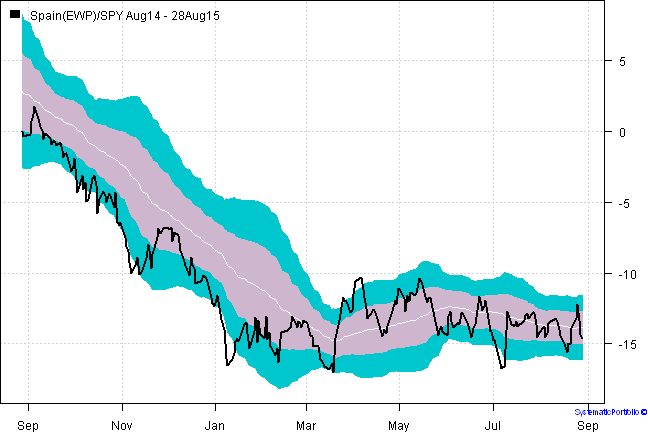 Spain(EWP)/SPY Aug14 - 28Aug15
5
0
-5
-10
-15
Sep Nov Jan Mar May Jul Sep
SystematicPortfolio ©